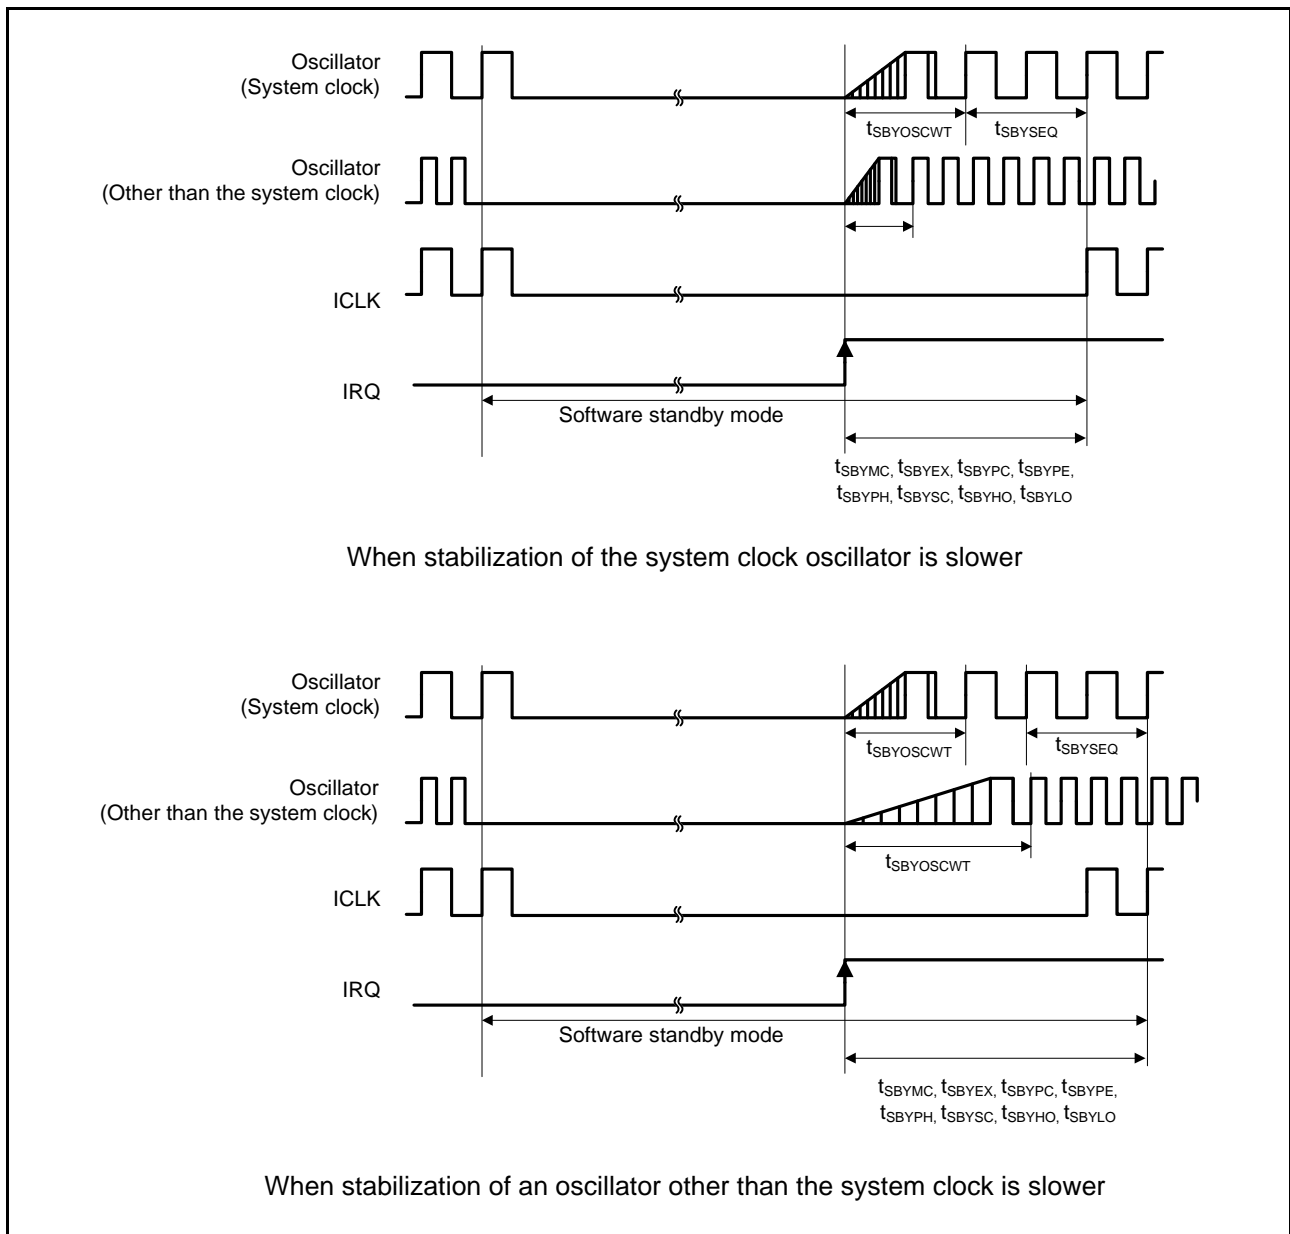 Oscillator
(System clock)
tSBYOSCWT
tSBYSEQ
Oscillator
(Other than the system clock)
ICLK
IRQ
Software standby mode
tSBYMC, tSBYEX, tSBYPC, tSBYPE,
tSBYPH, tSBYSC, tSBYHO, tSBYLO
When stabilization of the system clock oscillator is slower
Oscillator
(System clock)
tSBYOSCWT
tSBYSEQ
Oscillator
(Other than the system clock)
tSBYOSCWT
ICLK
IRQ
Software standby mode
tSBYMC, tSBYEX, tSBYPC, tSBYPE,
tSBYPH, tSBYSC, tSBYHO, tSBYLO
When stabilization of an oscillator other than the system clock is slower